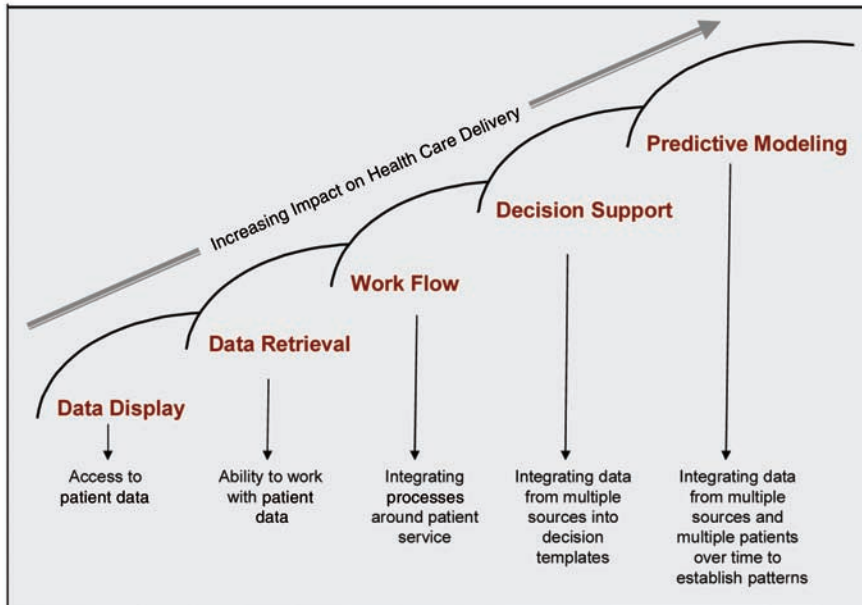 Increasing Impact on Health Care Delivery
Predictive Modeling
Decision Support
Work Flow
Data Retrieval
Data Display
Access to
patient data
Ability to work
with patient
data
Integrating
processes
around patient
service
Integrating data
from multiple
sources into
decision
templates
Integrating data
from multiple
sources and
multiple patients
over time to
establish patterns